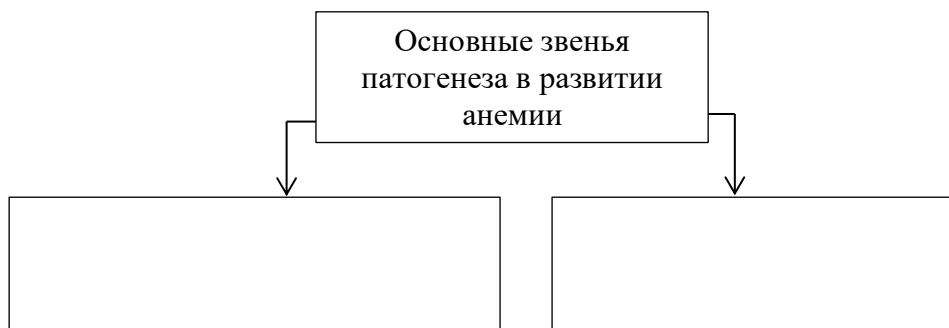 Основные звенья
патогенеза в развитии
анемии